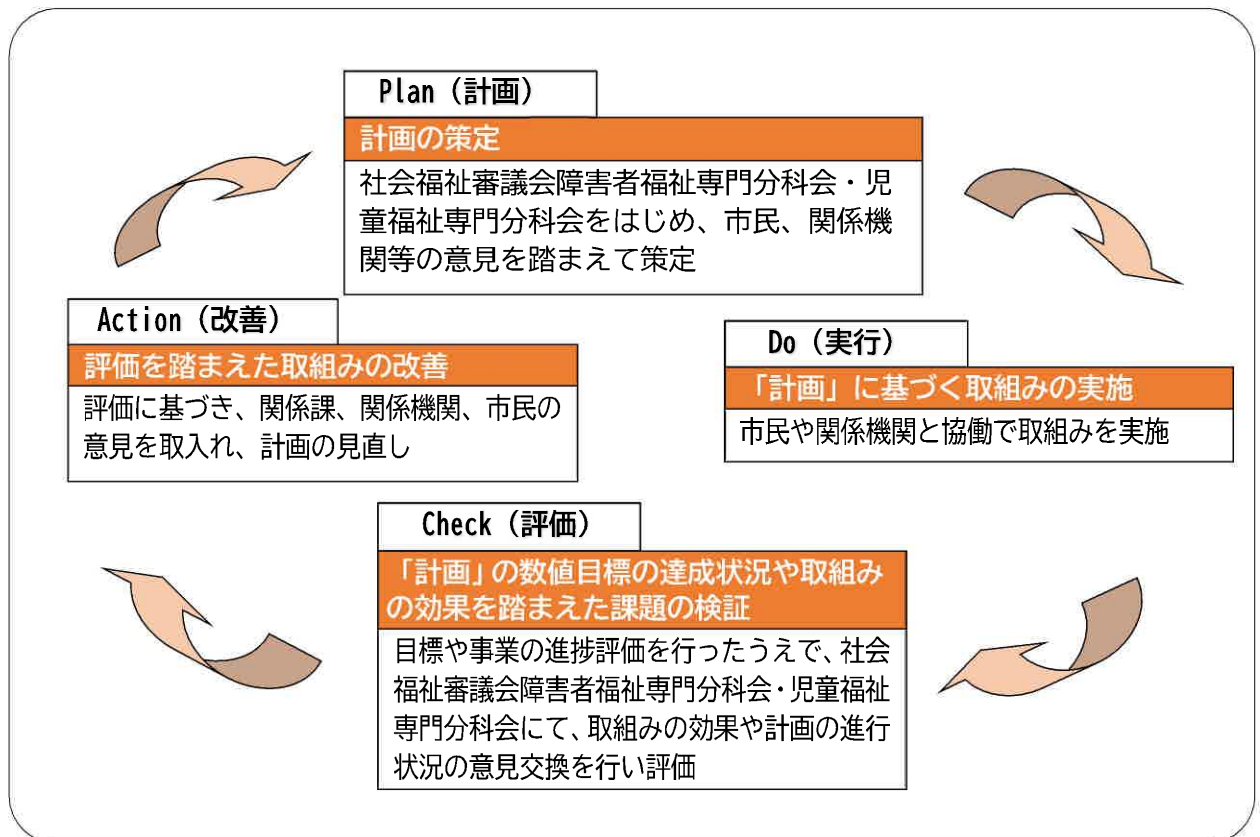 Plan（計画）
計画の策定
社会福祉審議会障害者福祉専門分科会・児
童福祉専門分科会をはじめ、市民、関係機
関等の意見を踏まえて策定
Action（改善）
評価を踏まえた取組みの改善
評価に基づき、関係課、関係機関、市民の
意見を取入れ、計画の見直し
Do（実行）
「計画」に基づく取組みの実施
市民や関係機関と協働で取組みを実施
Check（評価）
「計画」の数値目標の達成状況や取組み
の効果を踏まえた課題の検証
目標や事業の進捗評価を行ったうえで、社会
福祉審議会障害者福祉専門分科会・児童福祉
専門分科会にて、取組みの効果や計画の進行
状況の意見交換を行い評価